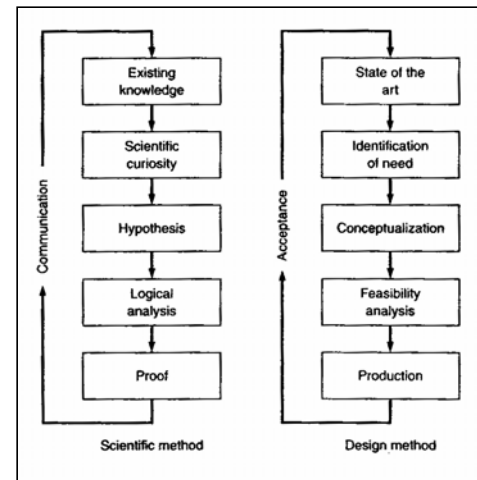 Existing
knowledge
Scientific
curiosity
Hypothesis
Logical
analysis
Proof
Communication
Scientific method
State of the
art
Identification
of need
Conceptualization
Feasibility
analysis
Production
Acceptance
Design method